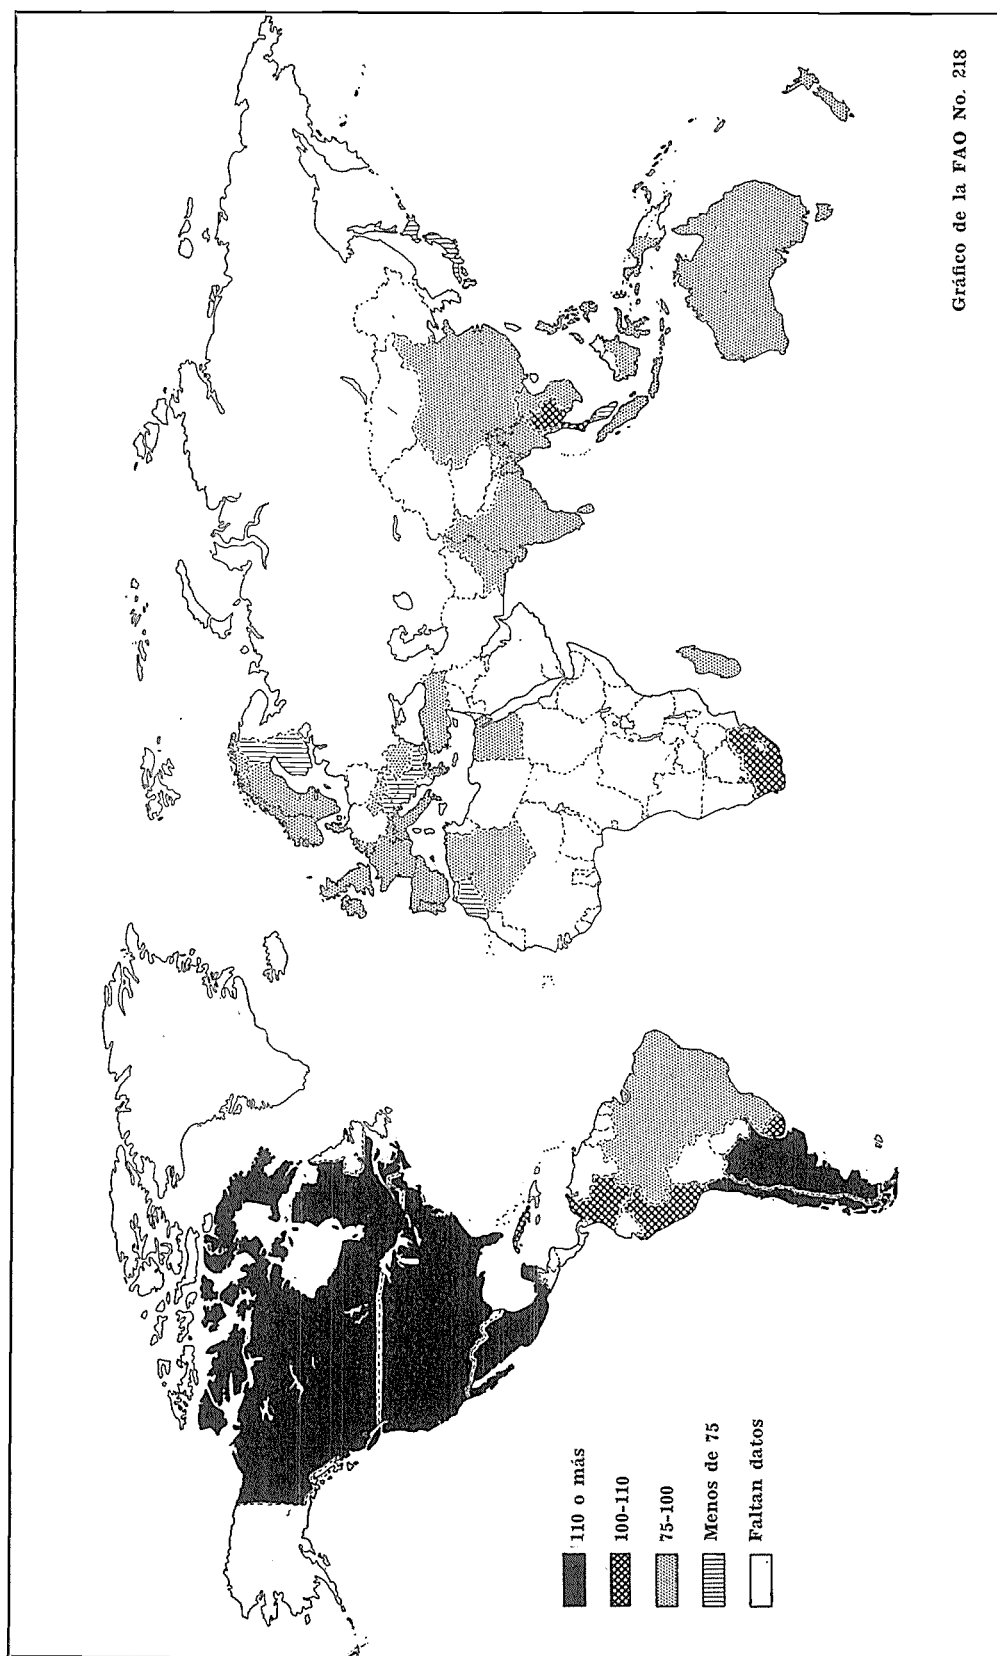 110 o más
100-110
75-100
Menos de 75
Faltan datos
Gráfico de la FAO No. 218